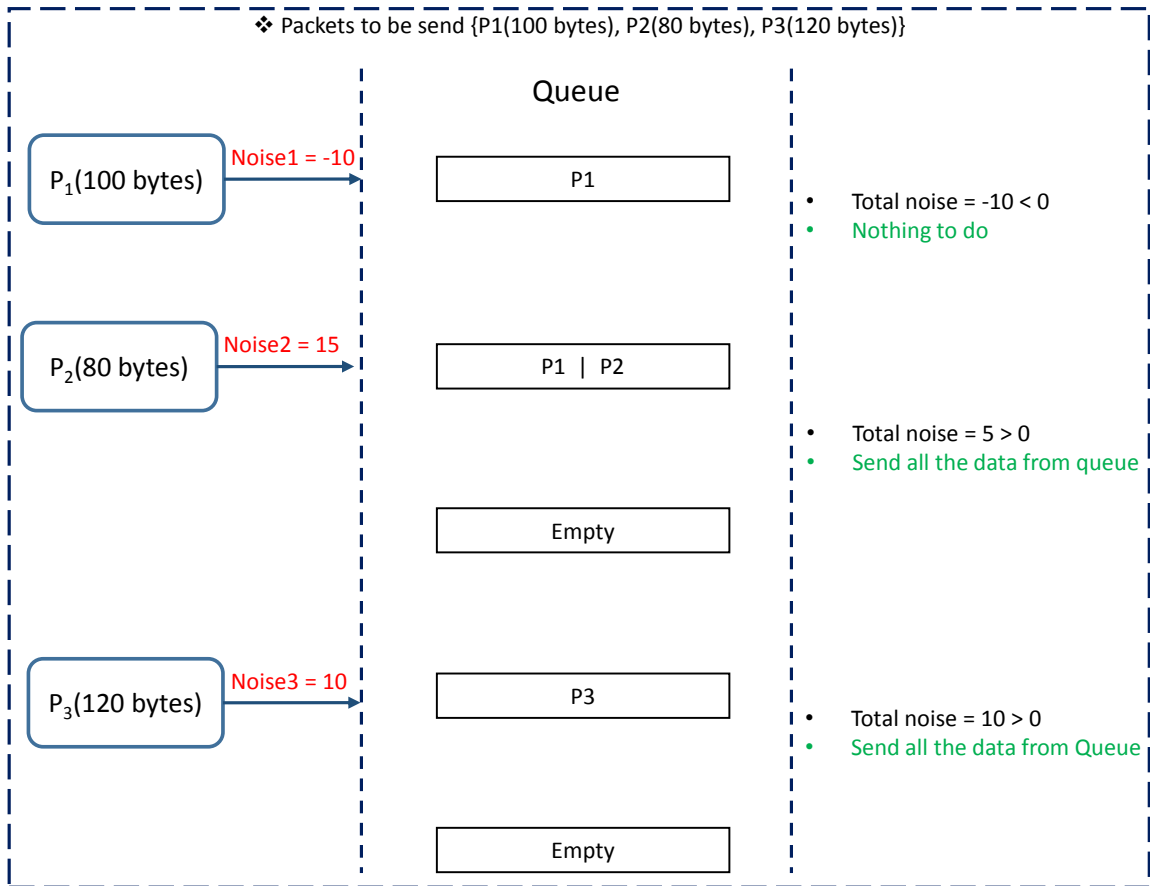 ❖ Packets to be send {P1(100 bytes), P2(80 bytes), P3(120 bytes)}
Queue
P1(100 bytes)
Noise1 = -10
P1
• Total noise = -10 < 0
• Nothing to do
P2(80 bytes)
Noise2 = 15
P1 | P2
• Total noise = 5 > 0
• Send all the data from queue
Empty
P3(120 bytes)
Noise3 = 10
P3
• Total noise = 10 > 0
• Send all the data from Queue
Empty